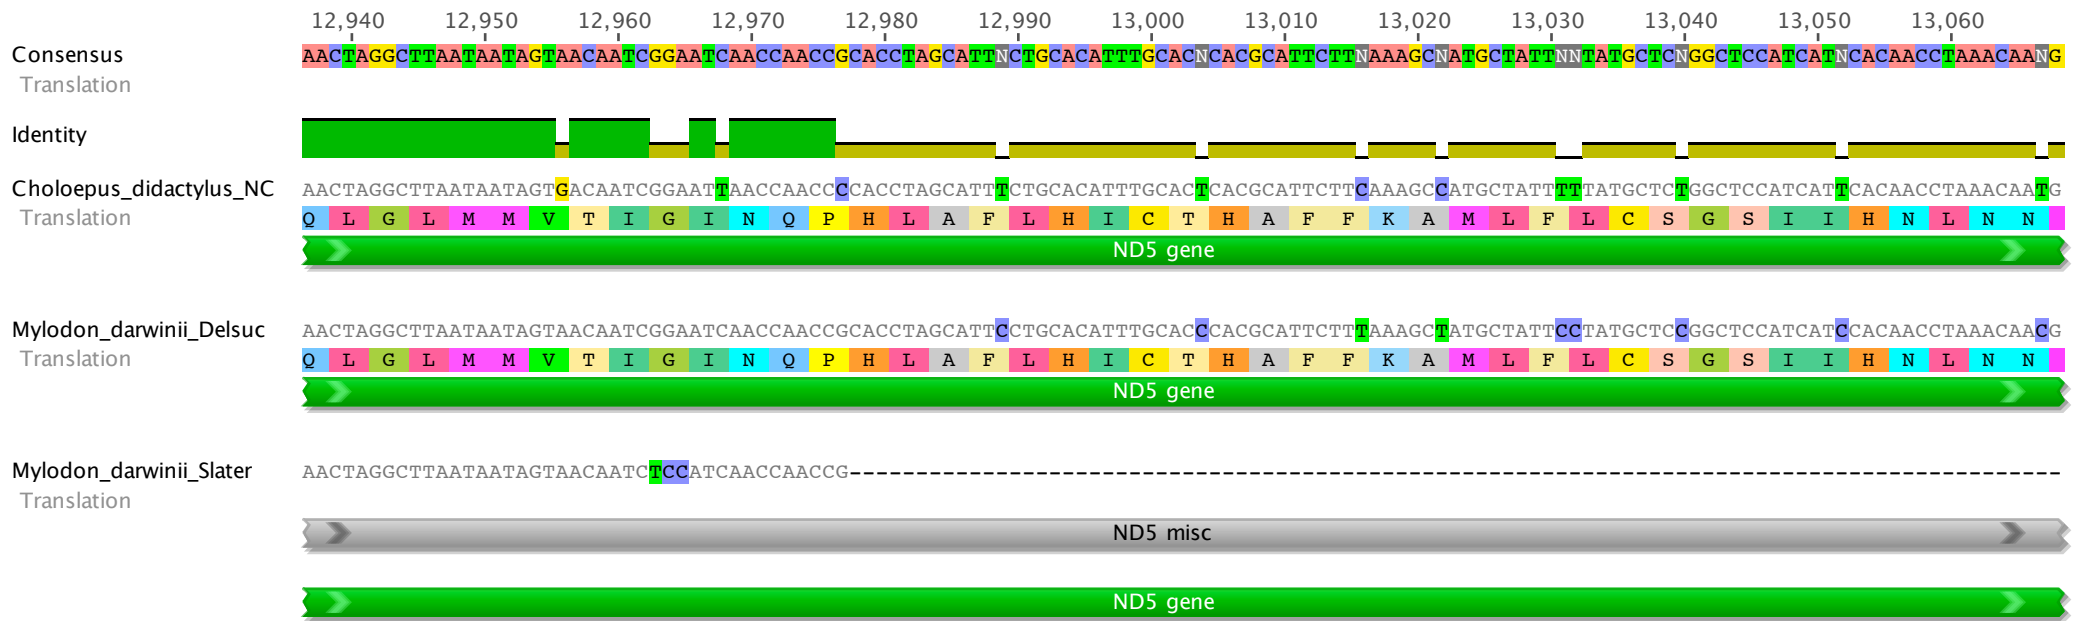 12,940 12,950 12,960 12,970 12,980 12,990 13,000 13,010 13,020 13,030 13,040 13,050 13,060
Consensus AACTAGGCTTAATAATAGTAACAATCGGAATCAACCAACCGCACCTAGCATTNCTGCACATTTGCACNCACGCATTCTTNAAAGCNATGCTATTNNTATGCTCNGGCTCCATCATNCACAACCTAAACAANG
Translation
Identity
Choloepus_didactylus_NC AACTAGGCTTAATAATAGTGACAATCGGAATTAACCAACCCCACCTAGCATTTCTGCACATTTGCACTCACGCATTCTTCAAAGCCATGCTATTTTTATGCTCTGGCTCCATCATTCACAACCTAAACAATG
Translation Q L G L M M V T I G I N Q P H L A F L H I C T H A F F K A M L F L C S G S I I H N L N N
ND5 gene
Mylodon_darwinii_Delsuc AACTAGGCTTAATAATAGTAACAATCGGAATCAACCAACCGCACCTAGCATTCCTGCACATTTGCACCCACGCATTCTTTAAAGCTATGCTATTCCTATGCTCCGGCTCCATCATCCACAACCTAAACAACG
Translation Q L G L M M V T I G I N Q P H L A F L H I C T H A F F K A M L F L C S G S I I H N L N N
ND5 gene
Mylodon_darwinii_Slater AACTAGGCTTAATAATAGTAACAATCTCCATCAACCAACCG-------------------------------------------------------------------------------------------
Translation
ND5 misc
ND5 gene